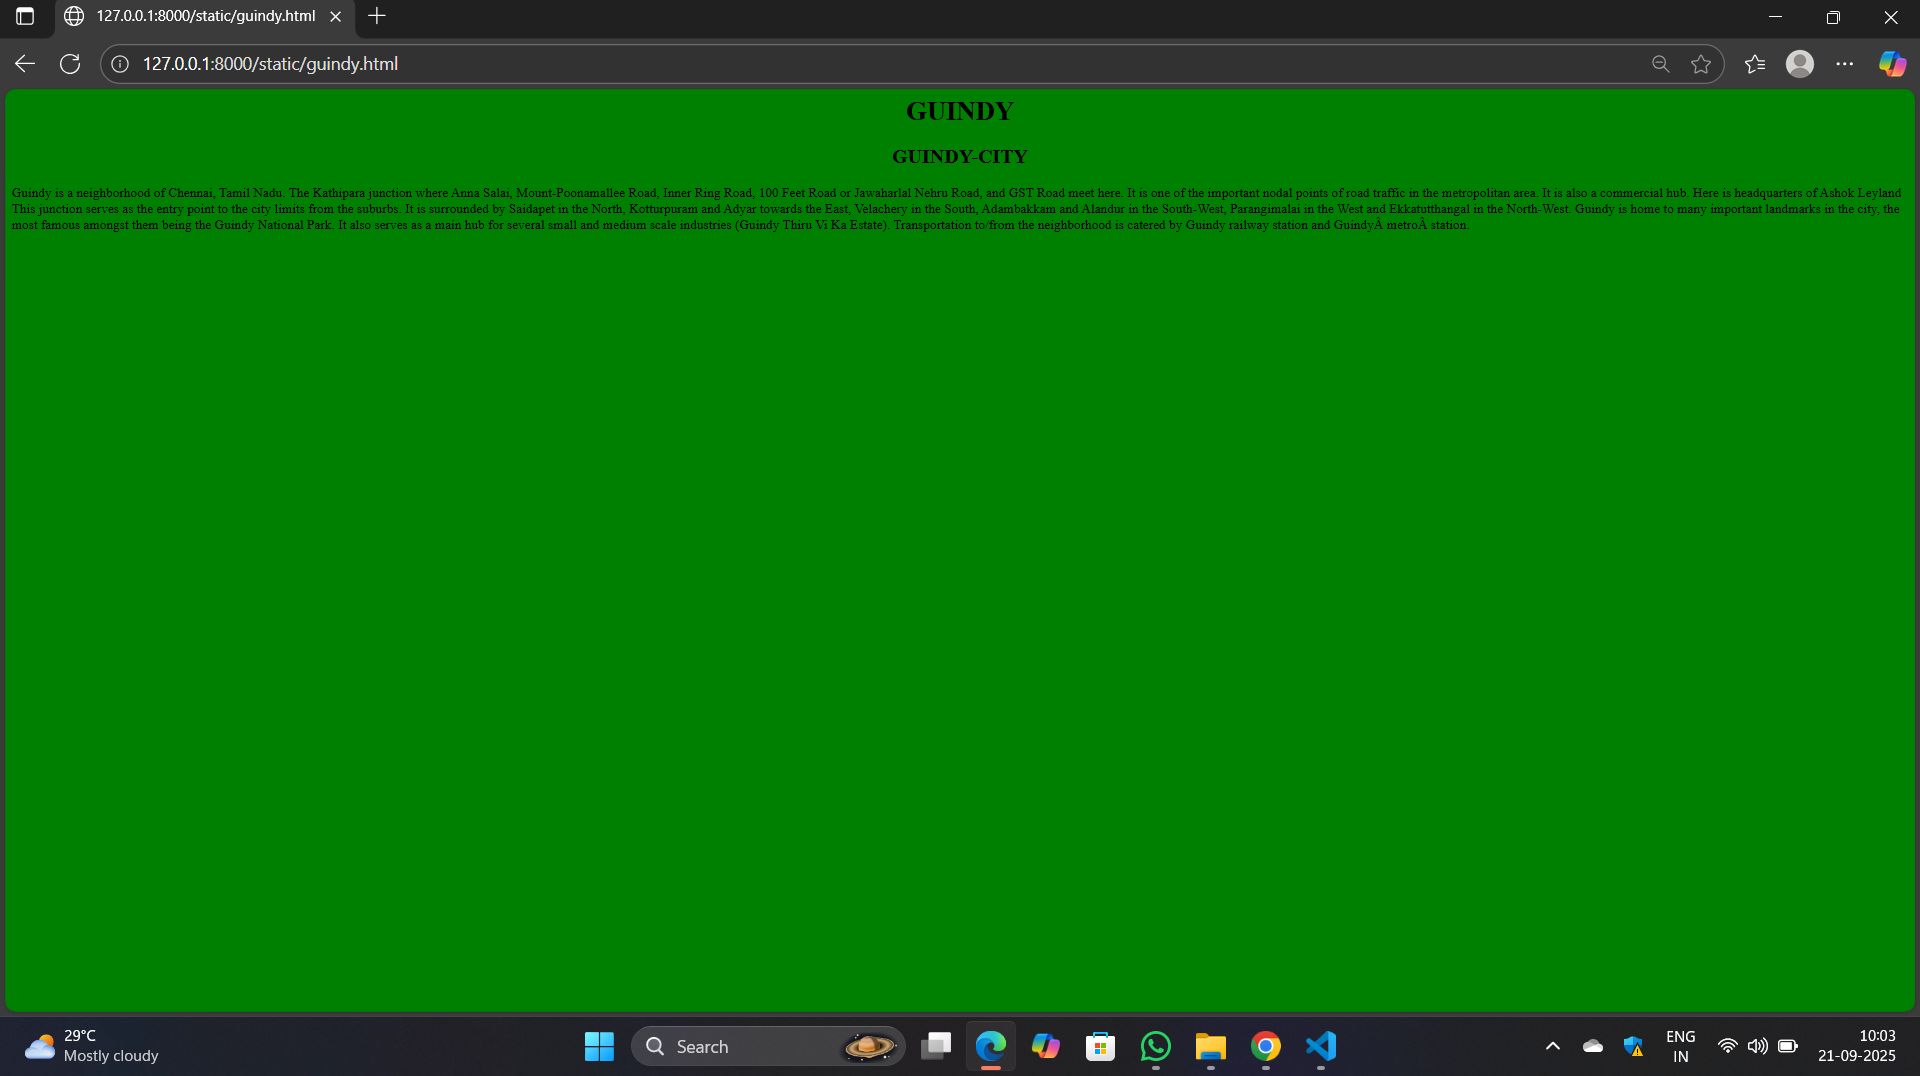 127.0.0.1:8000/static/guindy.html
127.0.0.1:8000/static/guindy.html
GUINDY
GUINDY-CITY
Guindy is a neighborhood of Chennai, Tamil Nadu. The Kathipara junction where Anna Salai, Mount-Poonamallee Road, Inner Ring Road, 100 Feet Road or Jawaharlal Nehru Road, and GST Road meet here. It is one of the important nodal points of road traffic in the metropolitan area. It is also a commercial hub. Here is headquarters of Ashok Leyland
This junction serves as the entry point to the city limits from the suburbs. It is surrounded by Saidapet in the North, Kotturpuram and Adyar towards the East, Velachery in the South, Adambakkam and Alandur in the South-West, Parangimalai in the West and Ekkatutthangal in the North-West. Guindy is home to many important landmarks in the city, the
most famous amongst them being the Guindy National Park. It also serves as a main hub for several small and medium scale industries (Guindy Thiru Vi Ka Estate). Transportation to/from the neighborhood is catered by Guindy railway station and GuindyÂ metroÂ station.
29°C
Mostly cloudy
Search
ENG
IN
10:03
21-09-2025